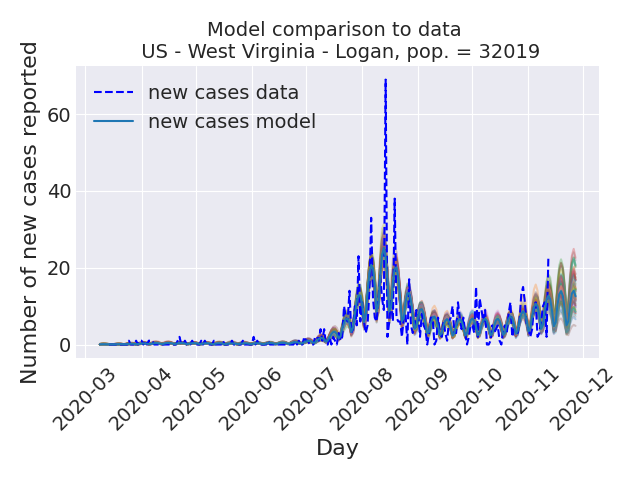 Model comparison to data
US - West Virginia - Logan, pop. = 32019
Number of new cases reported
60
40
20
0
new cases data
new cases model
2020-03
2020-04
2020-05
2020-06
2020-07
2020-08
2020-09
2020-10
2020-11
2020-12
Day